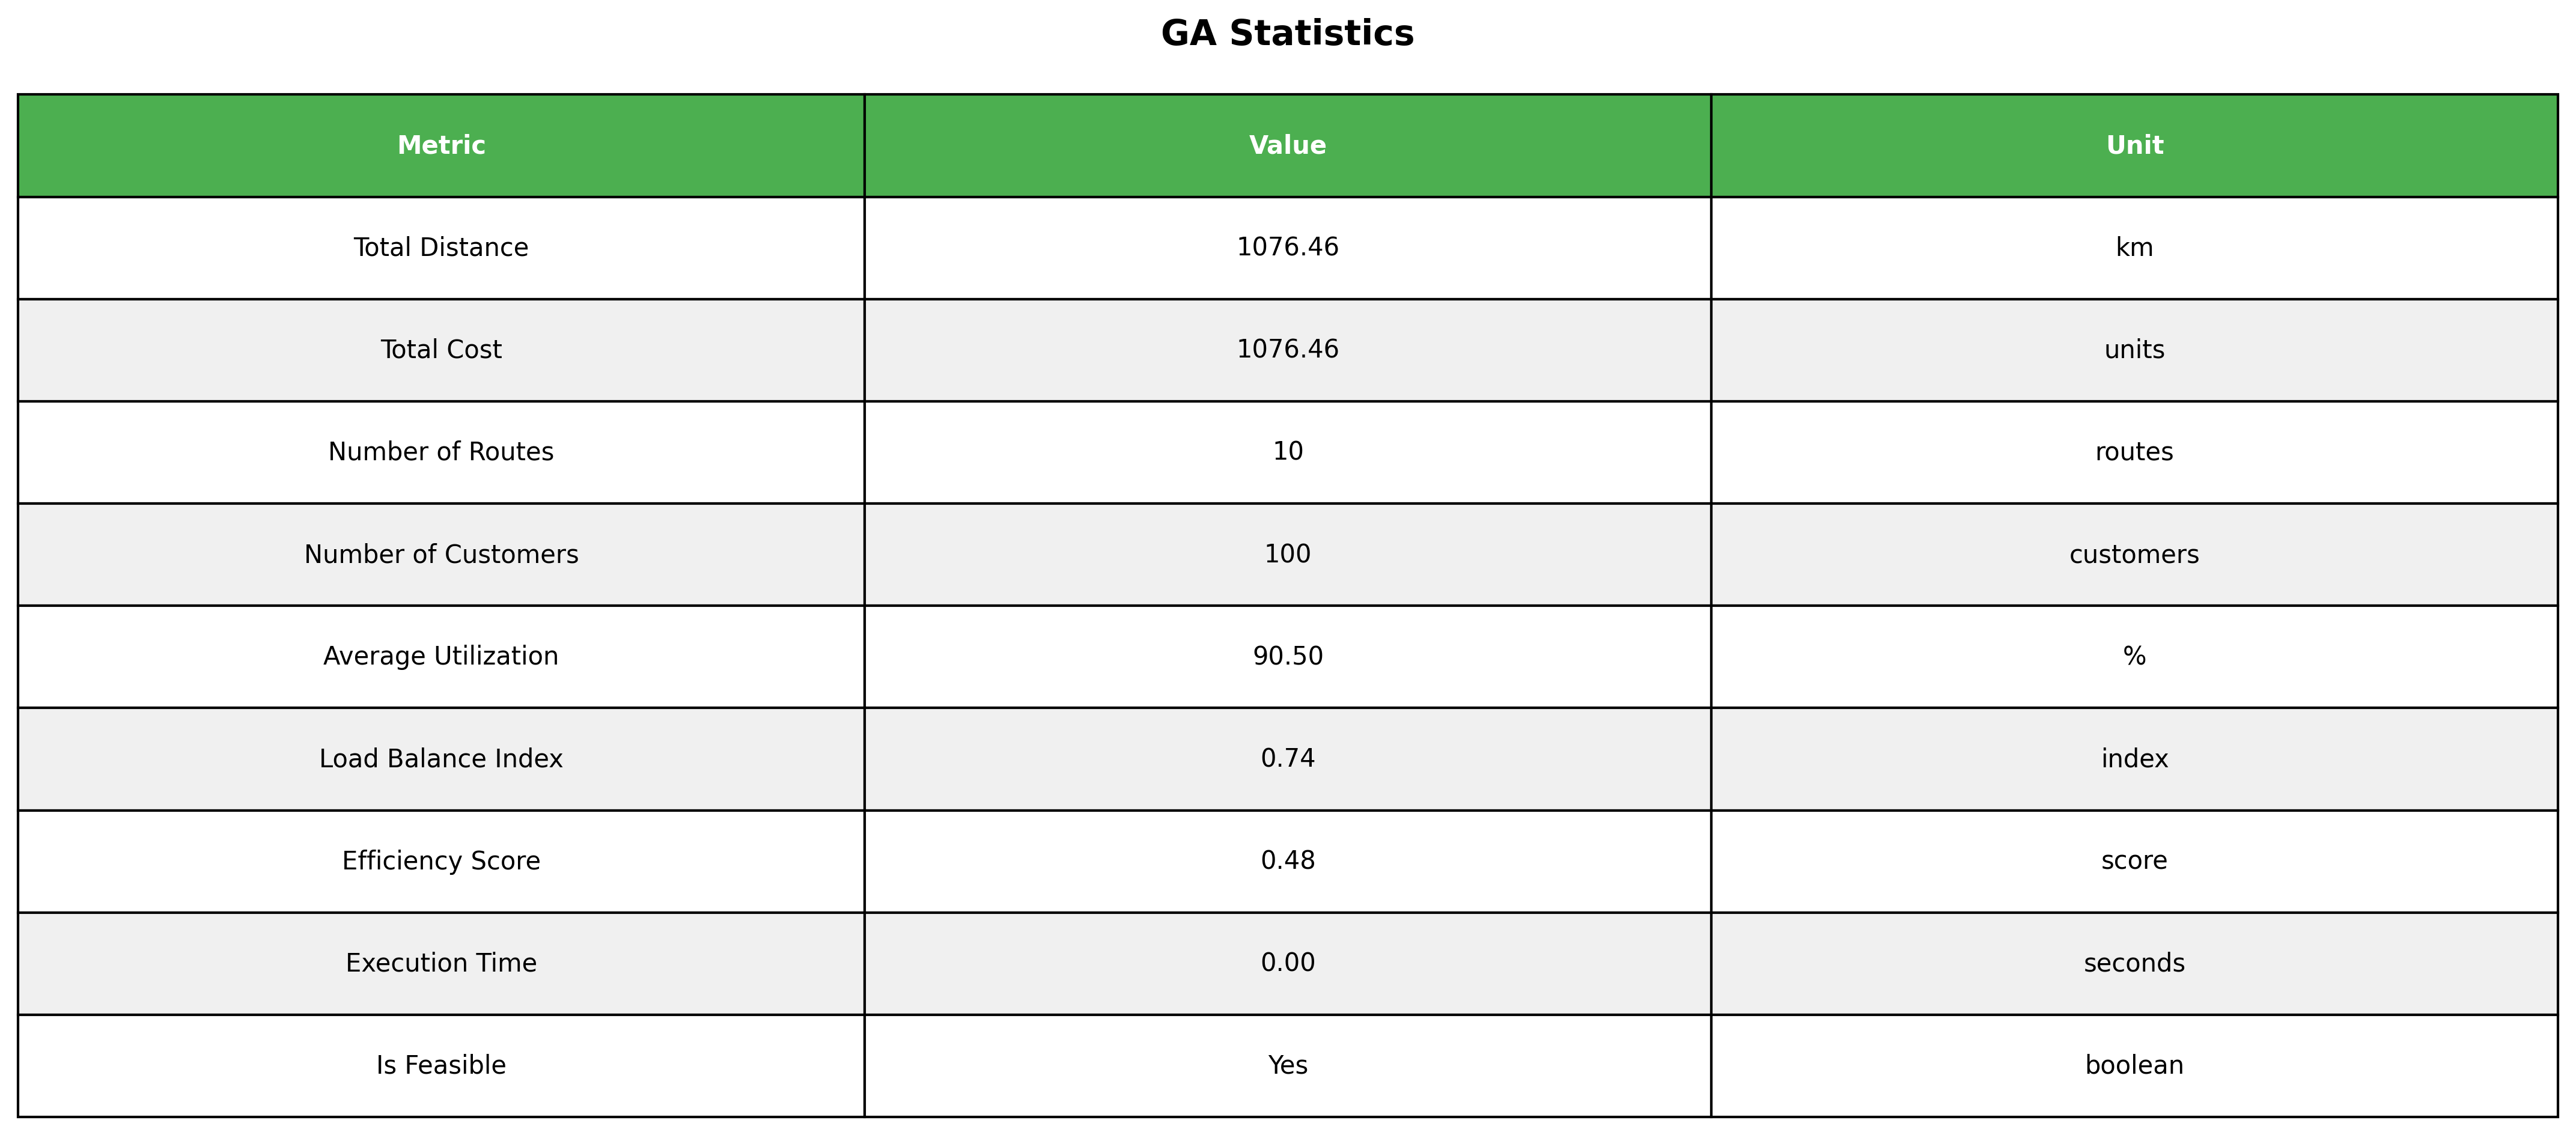 GA Statistics
Metric Value Unit
Total Distance 1076.46 km
Total Cost 1076.46 units
Number of Routes 10 routes
Number of Customers 100 customers
Average Utilization 90.50 %
Load Balance Index 0.74 index
Efficiency Score 0.48 score
Execution Time 0.00 seconds
Is Feasible Yes boolean